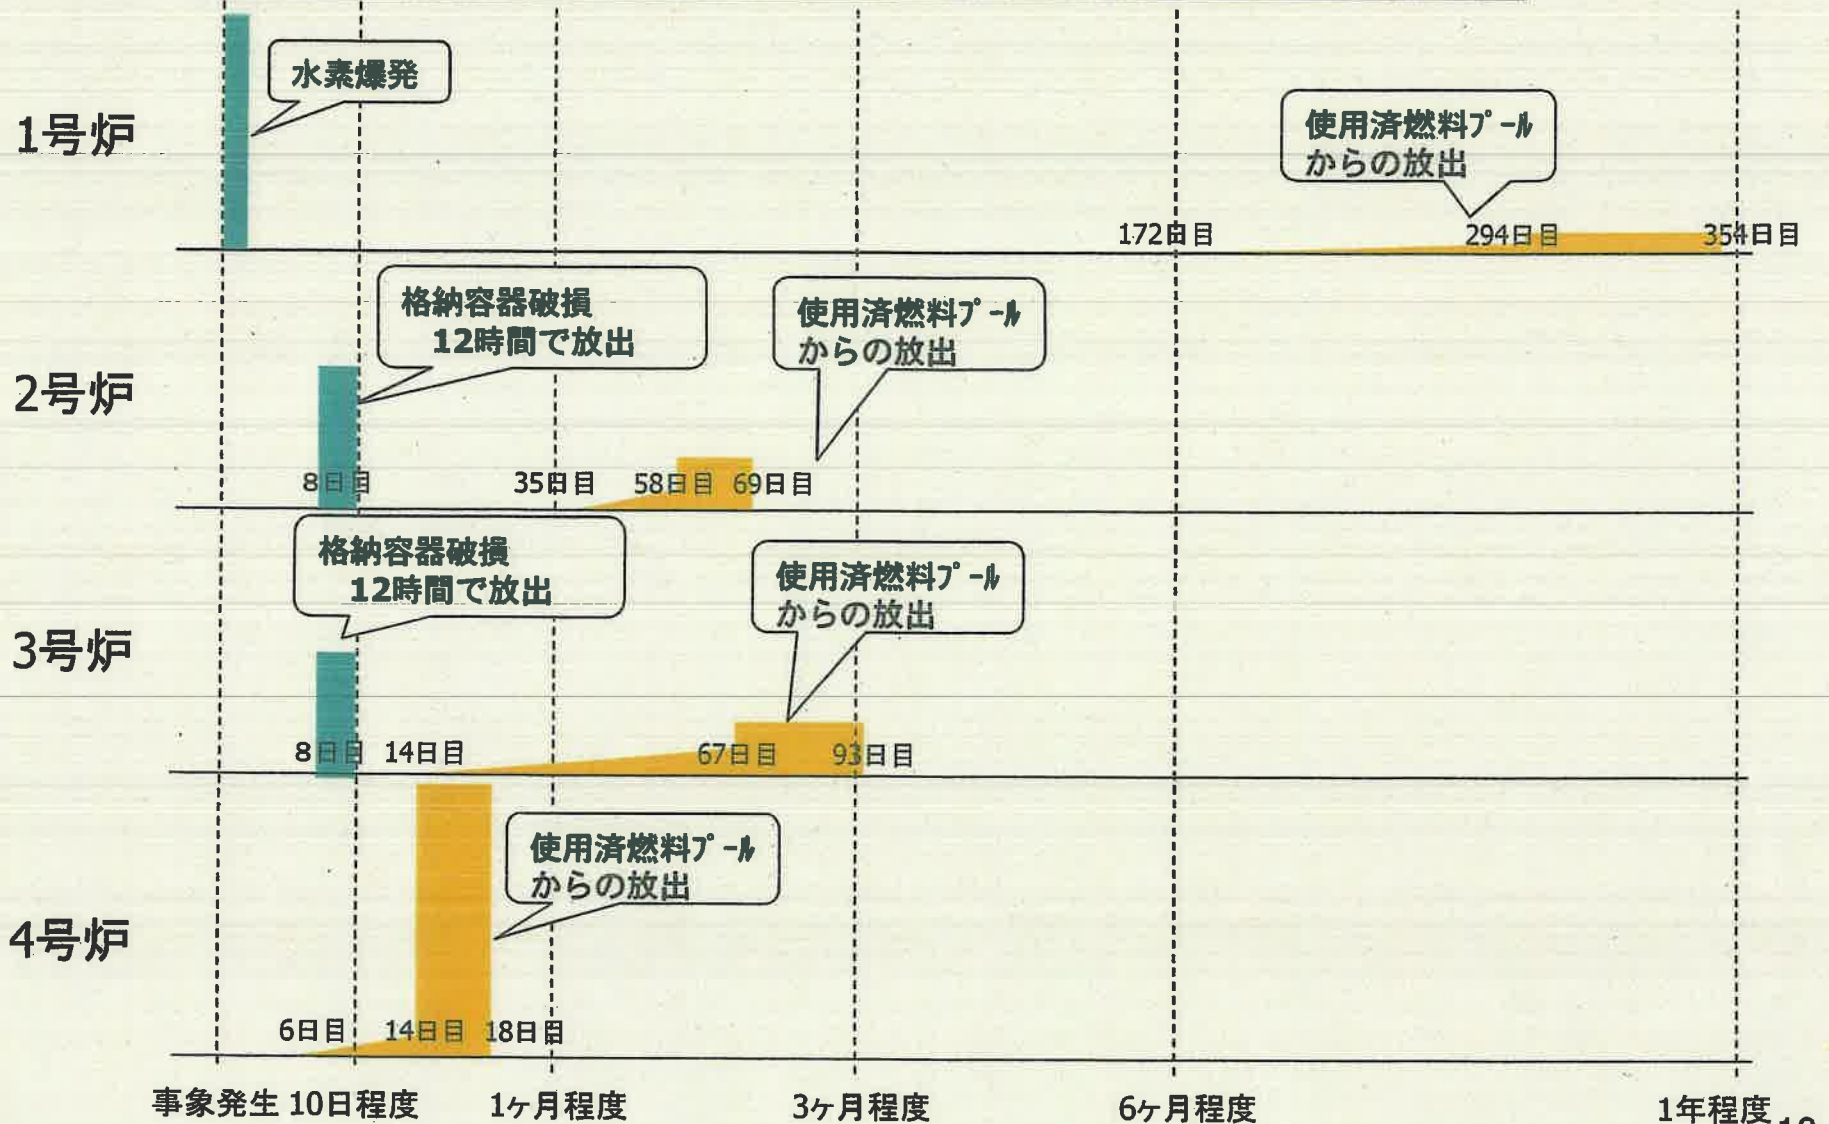 水素爆発
1号炉
使用済燃料プール
からの放出
172日目
294日目
354日目
格納容器破損
12時間で放出
使用済燃料プール
からの放出
2号炉
8日目
35日目
58日目
69日目
格納容器破損
12時間で放出
使用済燃料プール
からの放出
3号炉
8日目
14日目
67日目
93日目
使用済燃料プール
からの放出
4号炉
6日目
14日目
18日目
事象発生
10日程度
1ヶ月程度
3ヶ月程度
6ヶ月程度
1年程度